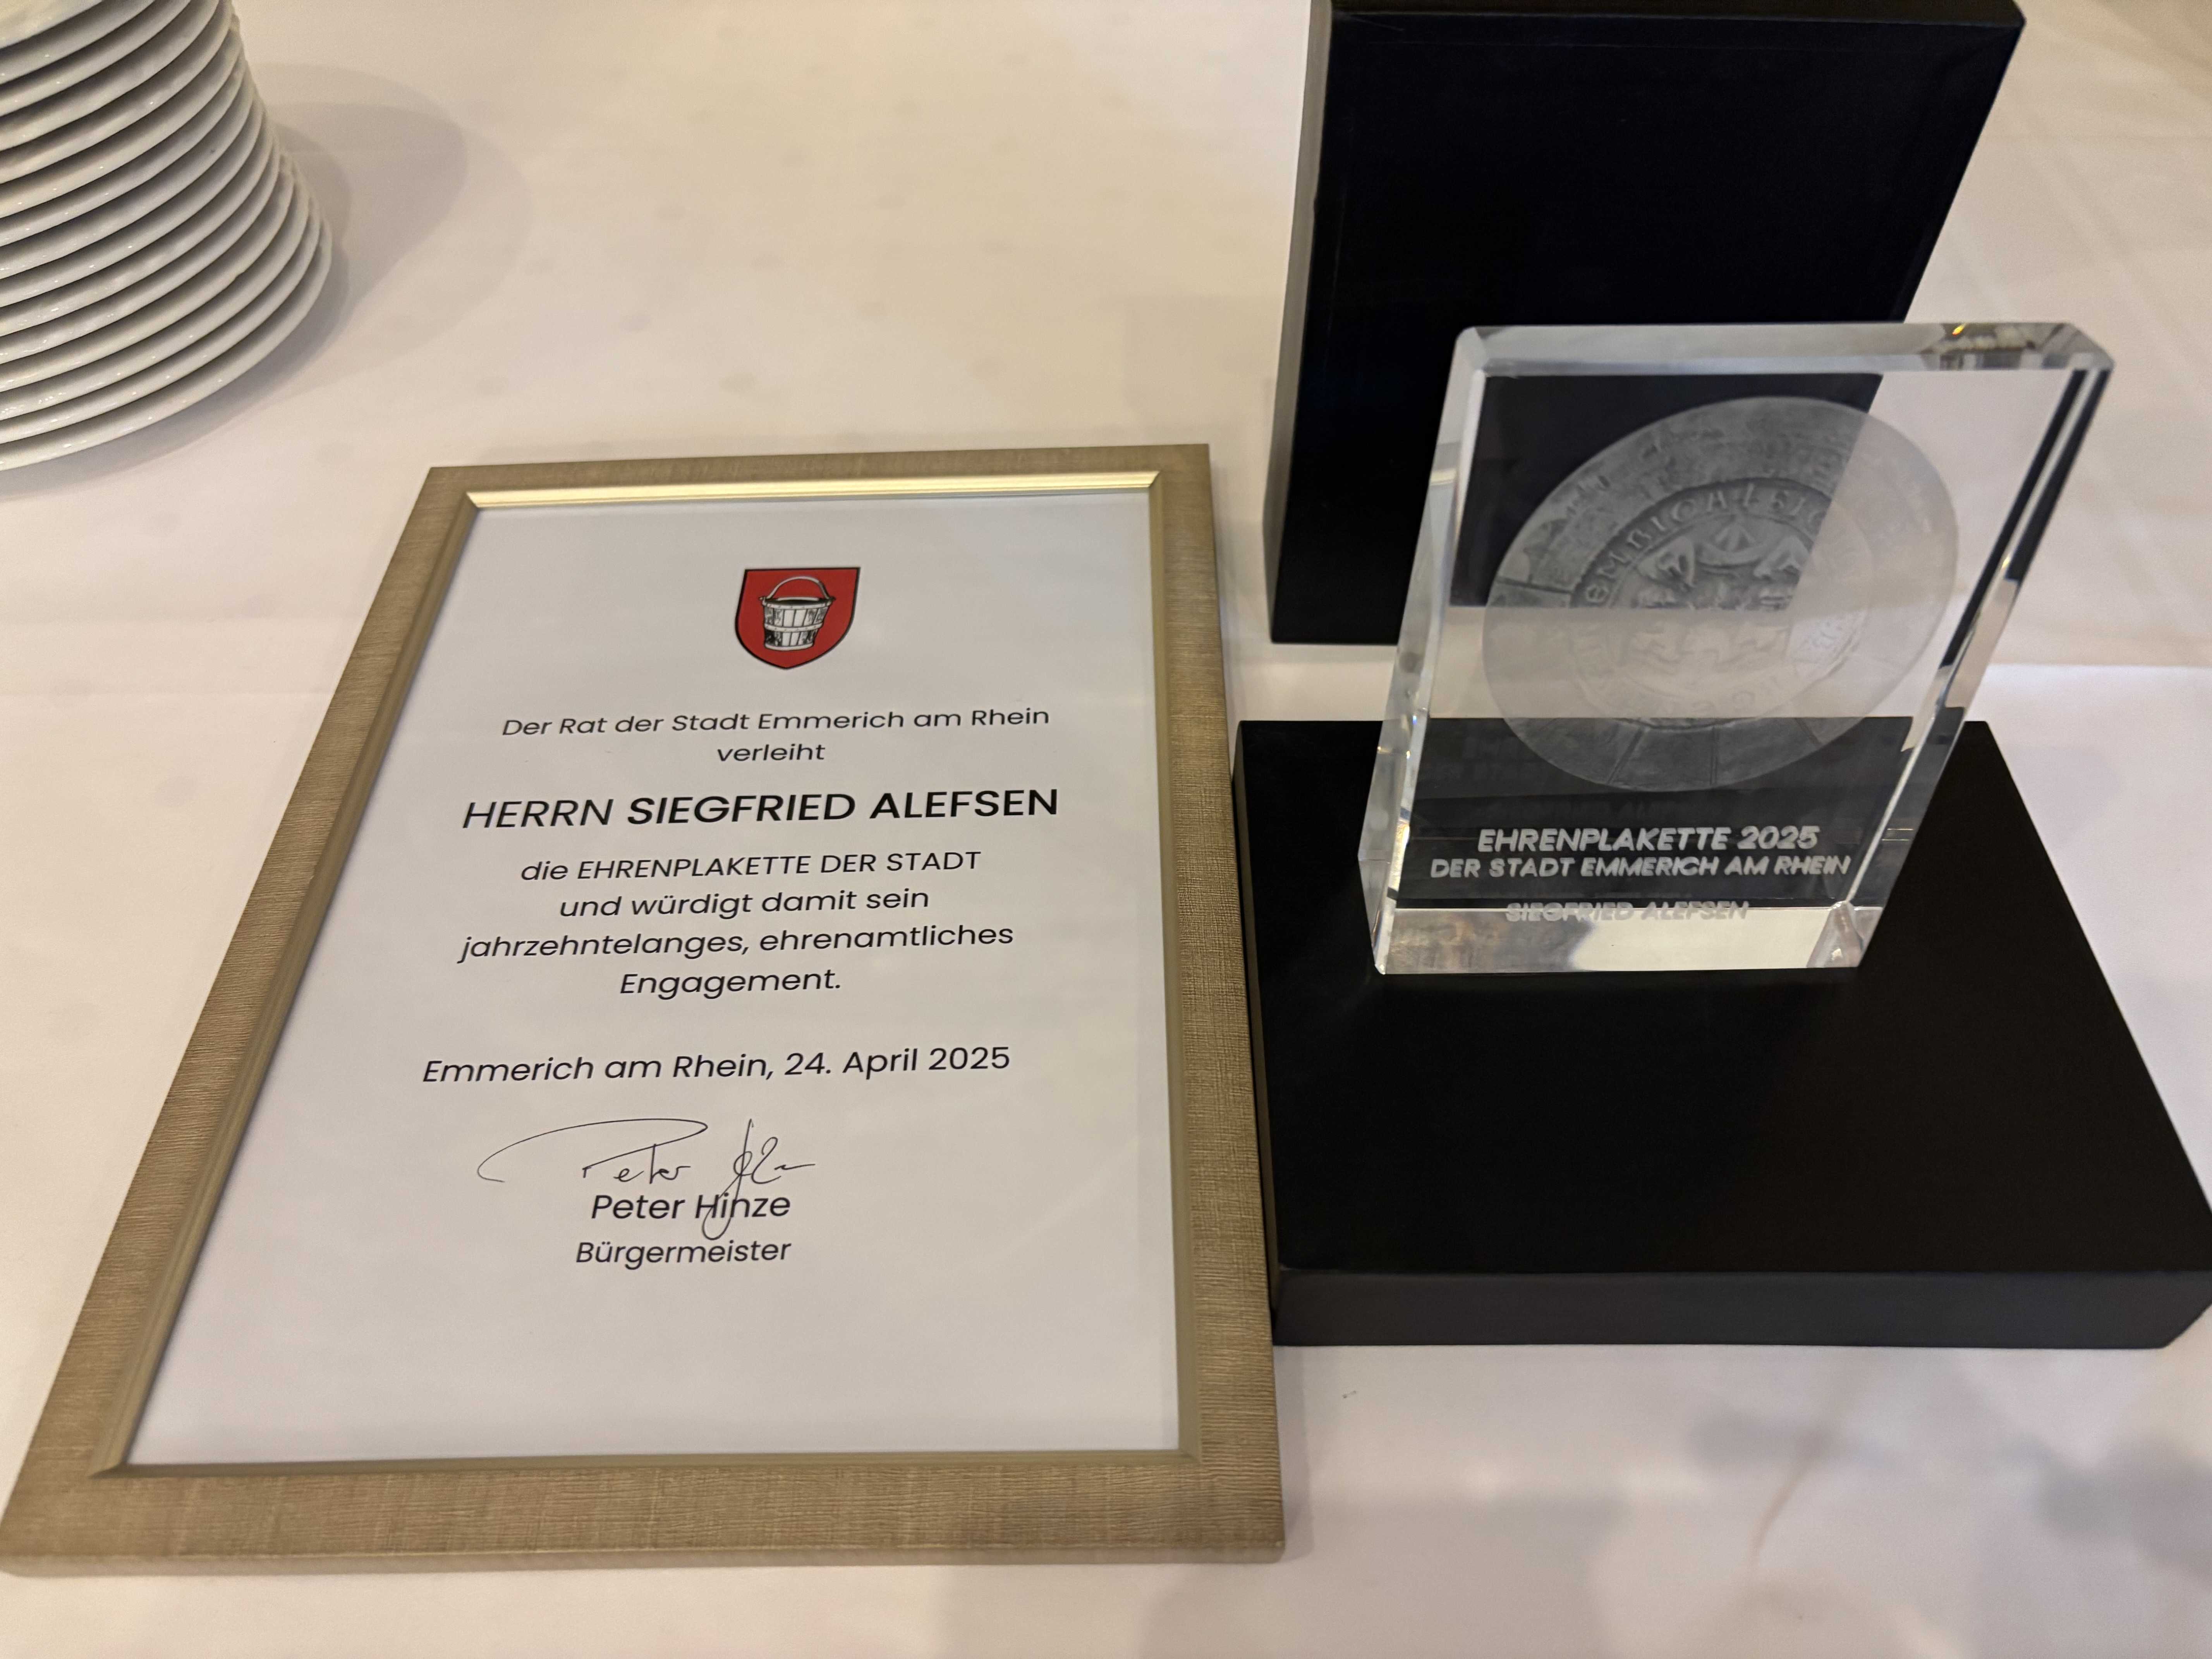 Der Rat der Stadt Emmerich am Rhein
verleiht
HERRN SIEGFRIED ALEFSEN
die EHRENPLAKETTE DER STADT
und würdigt damit sein
jahrzehntelanges, ehrenamtliches
Engagement.
Emmerich am Rhein, 24. April 2025
Peter Hinze
Bürgermeister
EHRENPLAKETTE 2025
DER STADT EMMERICH AM RHEIN
SIEGFRIED ALEFSEN